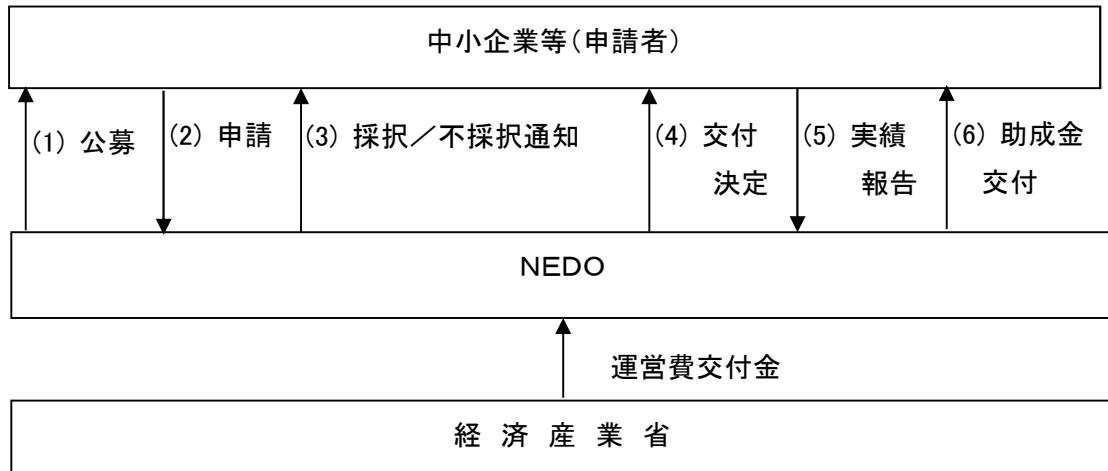 中小企業等(申請者)
(1) 公募
(2) 申請
(3) 採択／不採択通知
(4) 交付
決定
(5) 実績
報告
(6) 助成金
交付
NEDO
運営費交付金
経 済 産 業 省